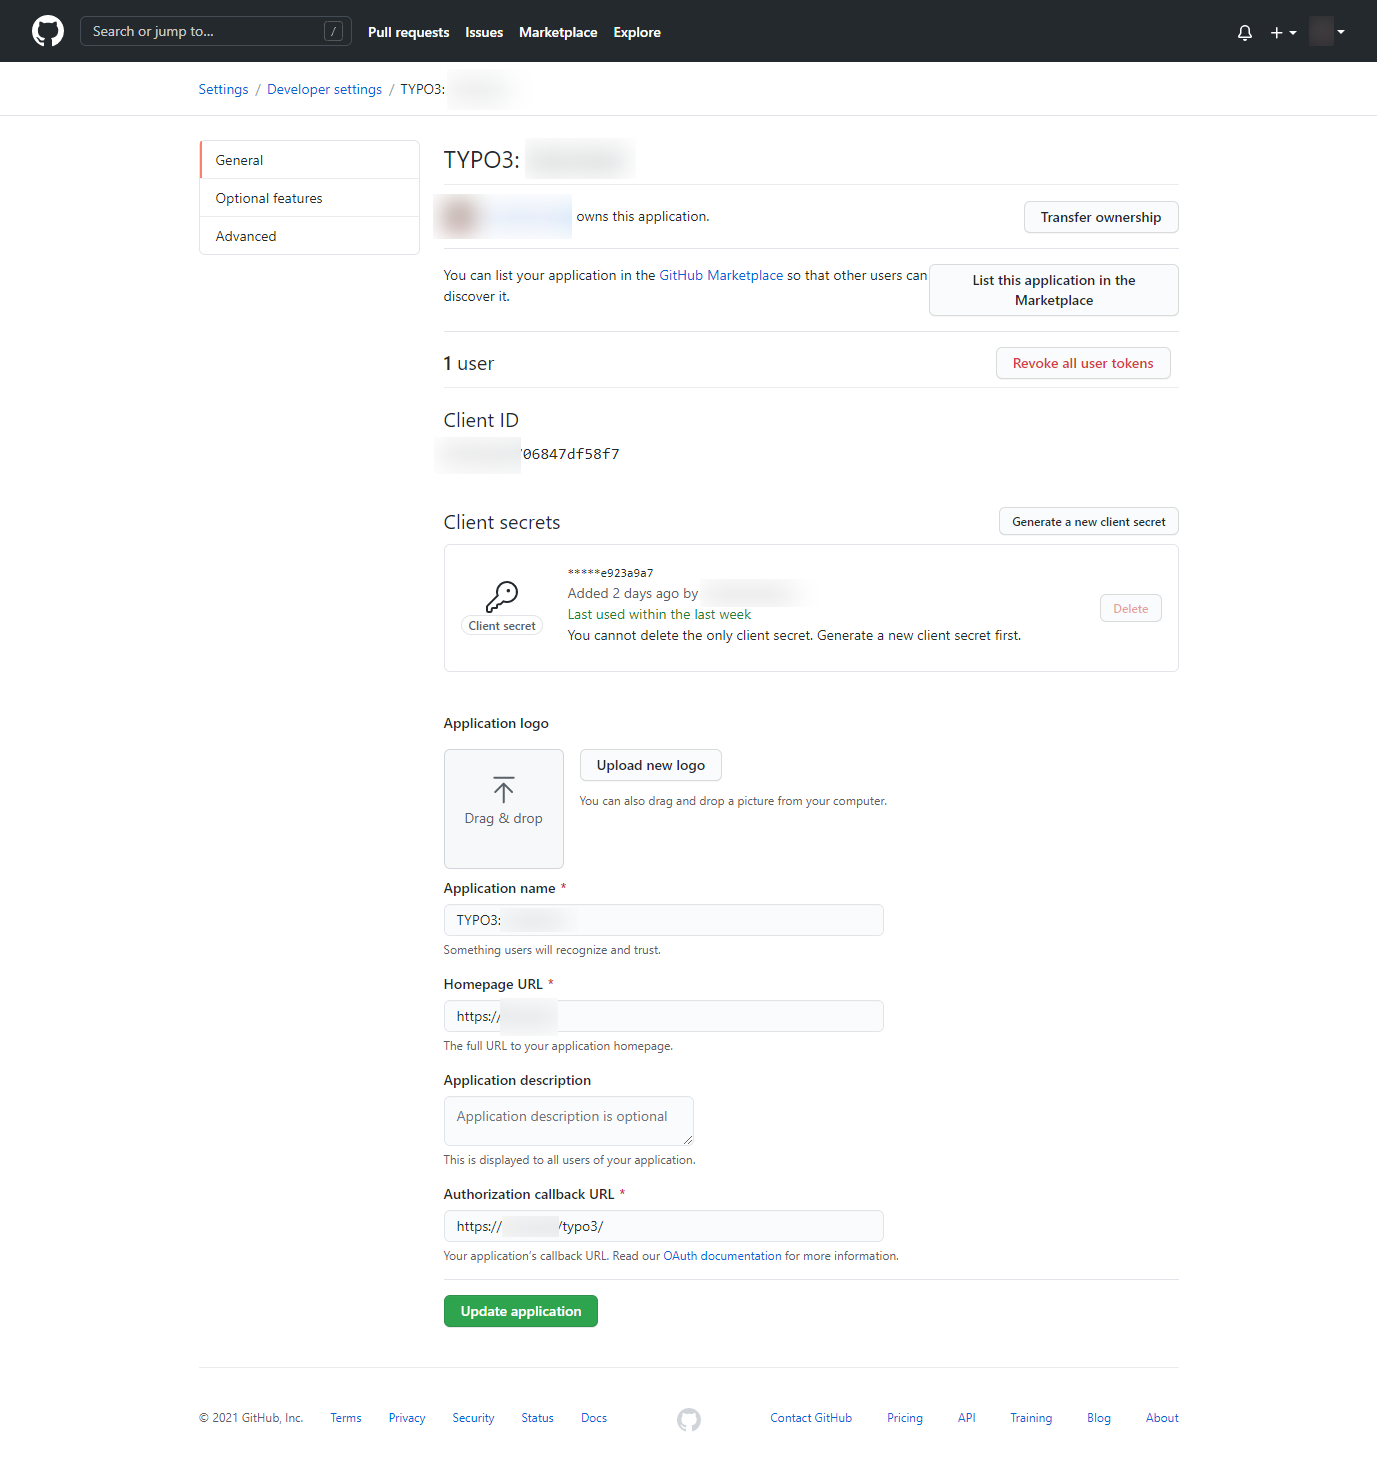 Search or jump to... /
Pull requests Issues Marketplace Explore
Settings / Developer settings / TYPO3:
General
Optional features
Advanced
TYPO3:
owns this application.
Transfer ownership
You can list your application in the GitHub Marketplace so that other users can
discover it.
List this application in the
Marketplace
1 user
Revoke all user tokens
Client ID
06847df58f7
Client secrets
Generate a new client secret
*****e923a9a7
Added 2 days ago by
Last used within the last week
You cannot delete the only client secret. Generate a new client secret first.
Client secret
Delete
Application logo
Drag & drop
Upload new logo
You can also drag and drop a picture from your computer.
Application name *
TYPO3:
Something users will recognize and trust.
Homepage URL *
https://
The full URL to your application homepage.
Application description
Application description is optional
This is displayed to all users of your application.
Authorization callback URL *
https:// /typo3/
Your application's callback URL. Read our OAuth documentation for more information.
Update application
© 2021 GitHub, Inc. Terms Privacy Security Status Docs Contact GitHub Pricing API Training Blog About